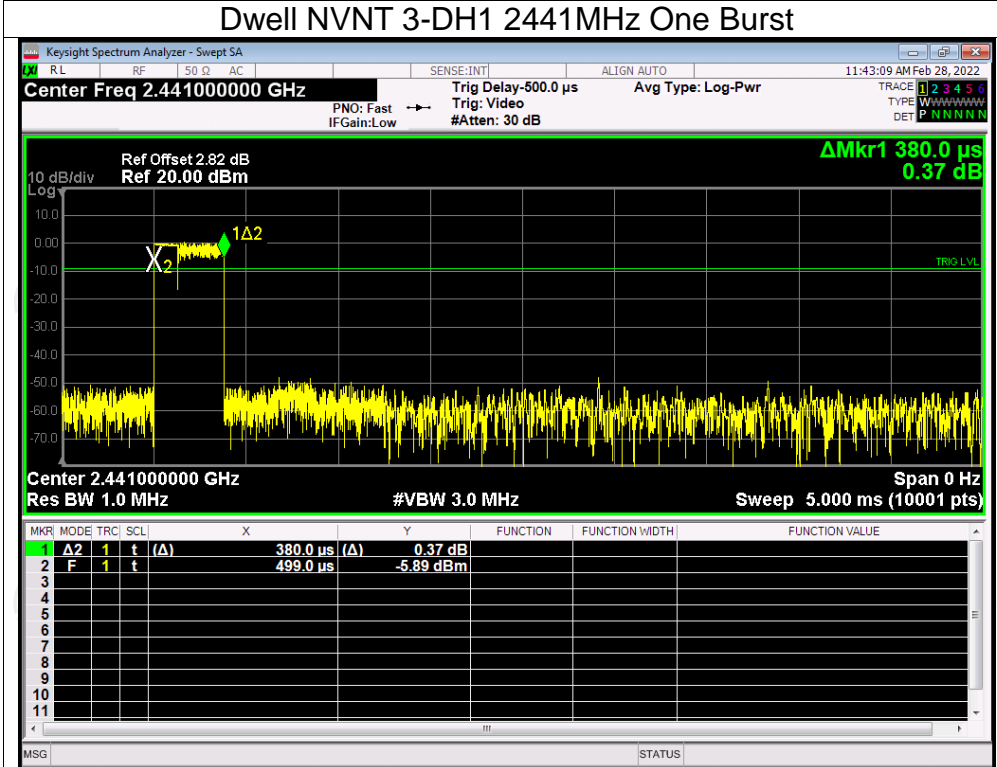 Dwell NVNT 3-DH1 2441MHz One Burst
Keysight Spectrum Analyzer - Swept SA
LXI RL RF 50 Ω AC SENSE:INT ALIGN AUTO 11:43:09 AM Feb 28, 2022
Center Freq 2.441000000 GHz Trig Delay-500.0 µs Avg Type: Log-Pwr TRACE 1 2 3 4 5 6
PNO: Fast Trig: Video TYPE WWWWWW
IFGain:Low #Atten: 30 dB DET P NNNNN
ΔMkr1 380.0 µs
0.37 dB
Ref Offset 2.82 dB
10 dB/div Ref 20.00 dBm
Log
10.0
0.00
1Δ2
X2
-10.0
TRIG LVL
-20.0
-30.0
-40.0
-50.0
-60.0
-70.0
Center 2.441000000 GHz Span 0 Hz
Res BW 1.0 MHz #VBW 3.0 MHz Sweep 5.000 ms (10001 pts)
MKR MODE TRC SCL X Y FUNCTION FUNCTION WIDTH FUNCTION VALUE
1 Δ2 1 t (Δ) 380.0 µs (Δ) 0.37 dB
2 F 1 t 499.0 µs -5.89 dBm
3
4
5
6
7
8
9
10
11
MSG STATUS